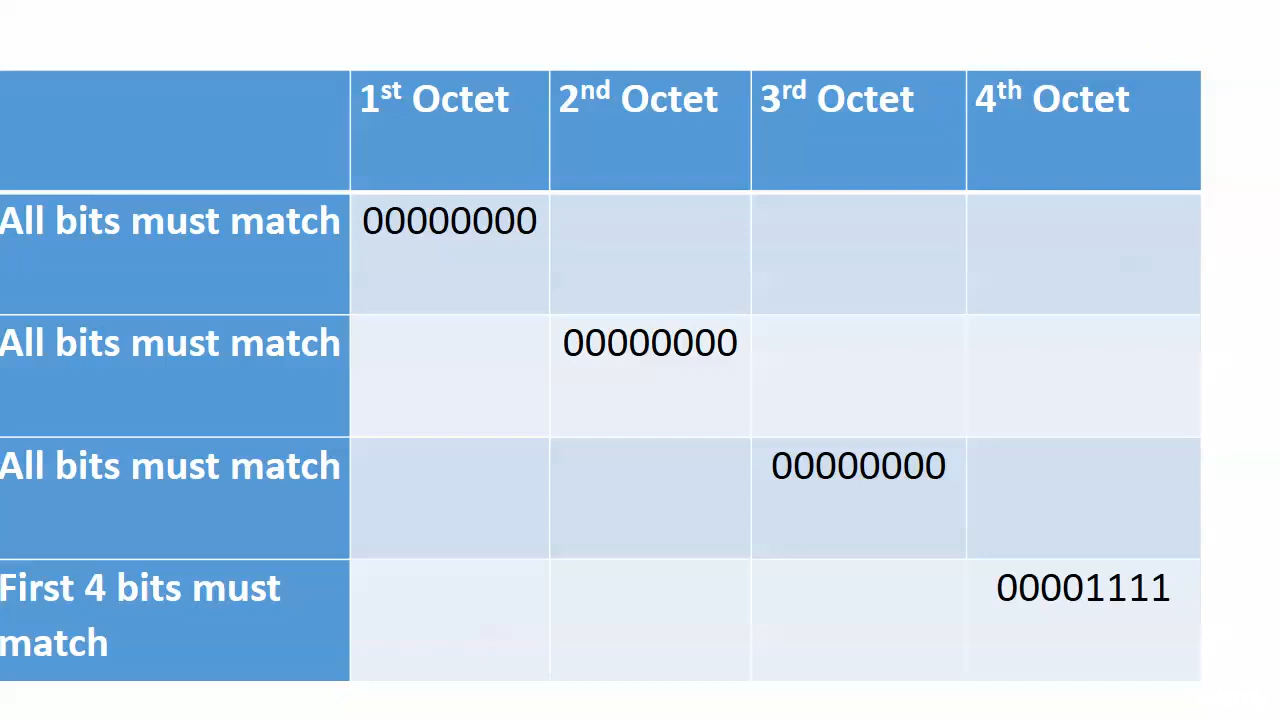 1st Octet 2nd Octet 3rd Octet 4th Octet
All bits must match 00000000
All bits must match 00000000
All bits must match 00000000
First 4 bits must 00001111
match